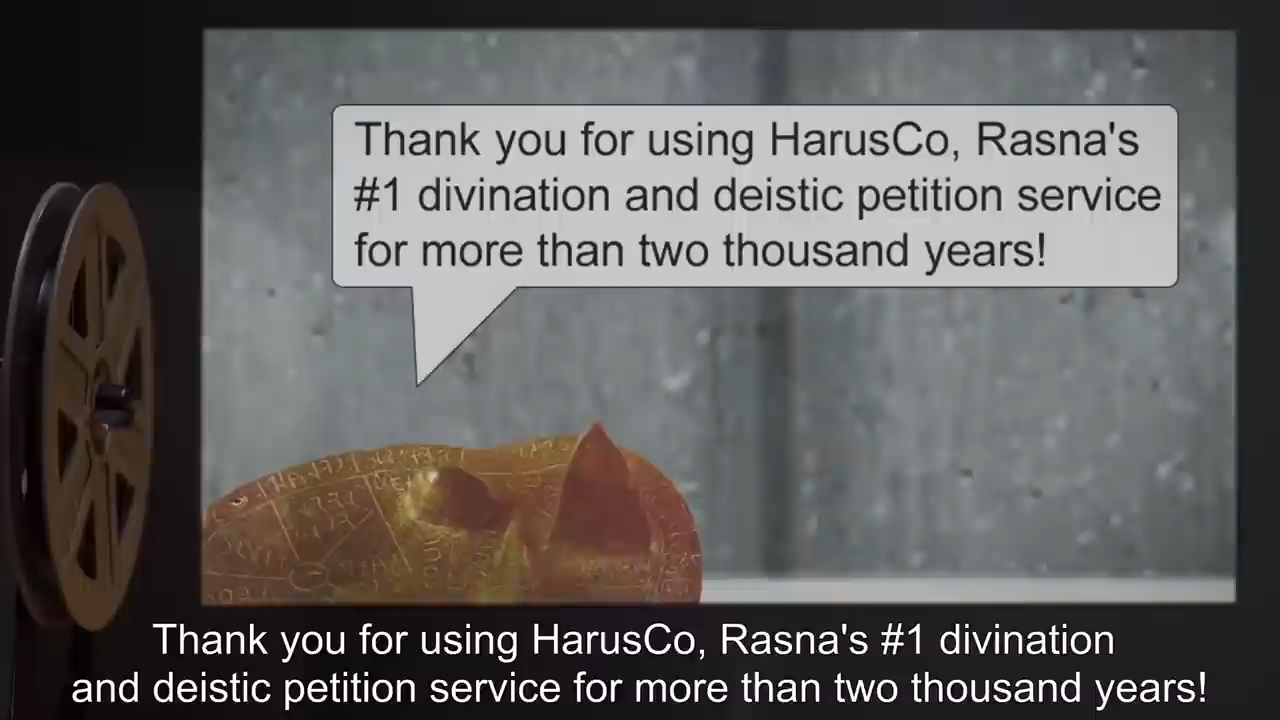 Thank you for using HarusCo, Rasna's
#1 divination and deistic petition service
for more than two thousand years!
Thank you for using HarusCo, Rasna's #1 divination
and deistic petition service for more than two thousand years!